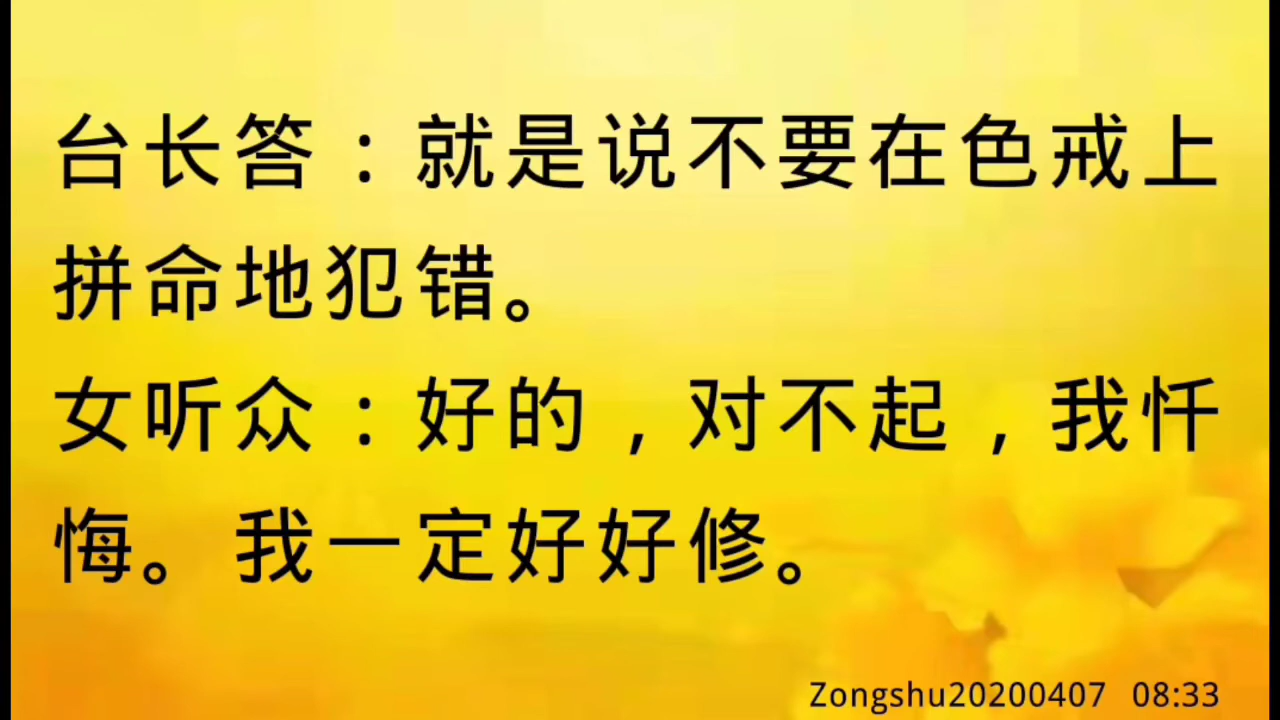 台长答：就是说不要在色戒上
拼命地犯错。
女听众：好的，对不起，我忏
悔。我一定好好修。
Zongshu20200407 08:33